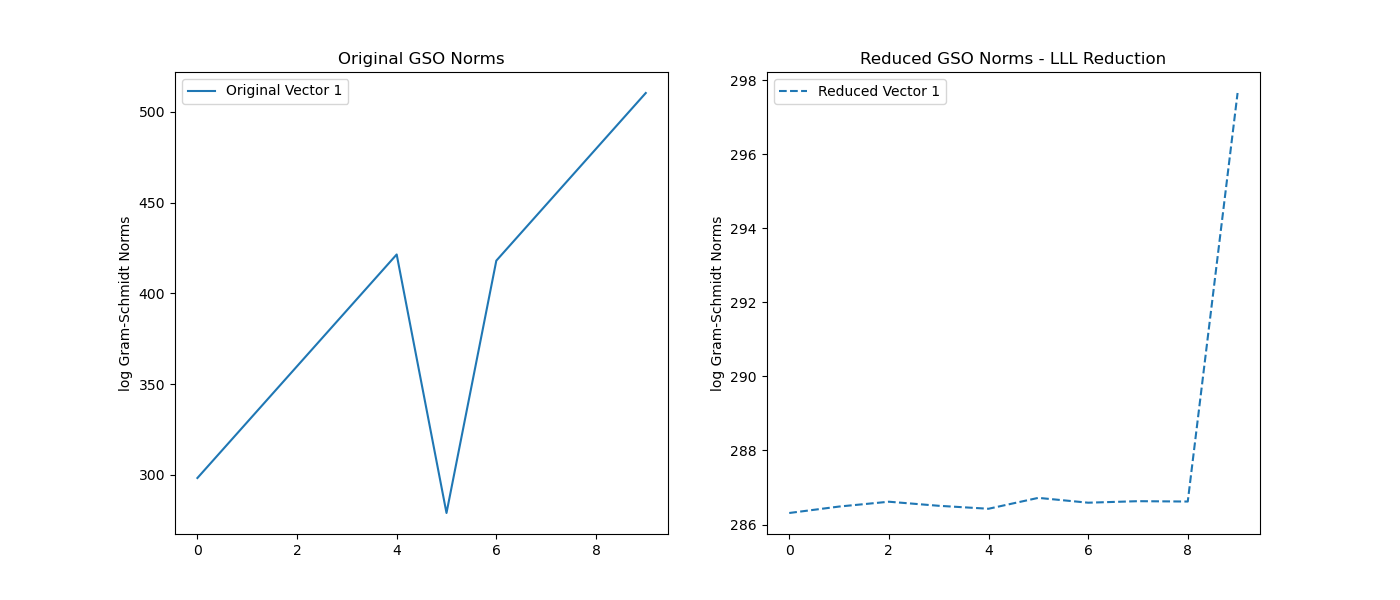 Original GSO Norms
Original Vector 1
log Gram-Schmidt Norms
500
450
400
350
300
0 2 4 6 8
Reduced GSO Norms - LLL Reduction
Reduced Vector 1
log Gram-Schmidt Norms
298
296
294
292
290
288
286
0 2 4 6 8